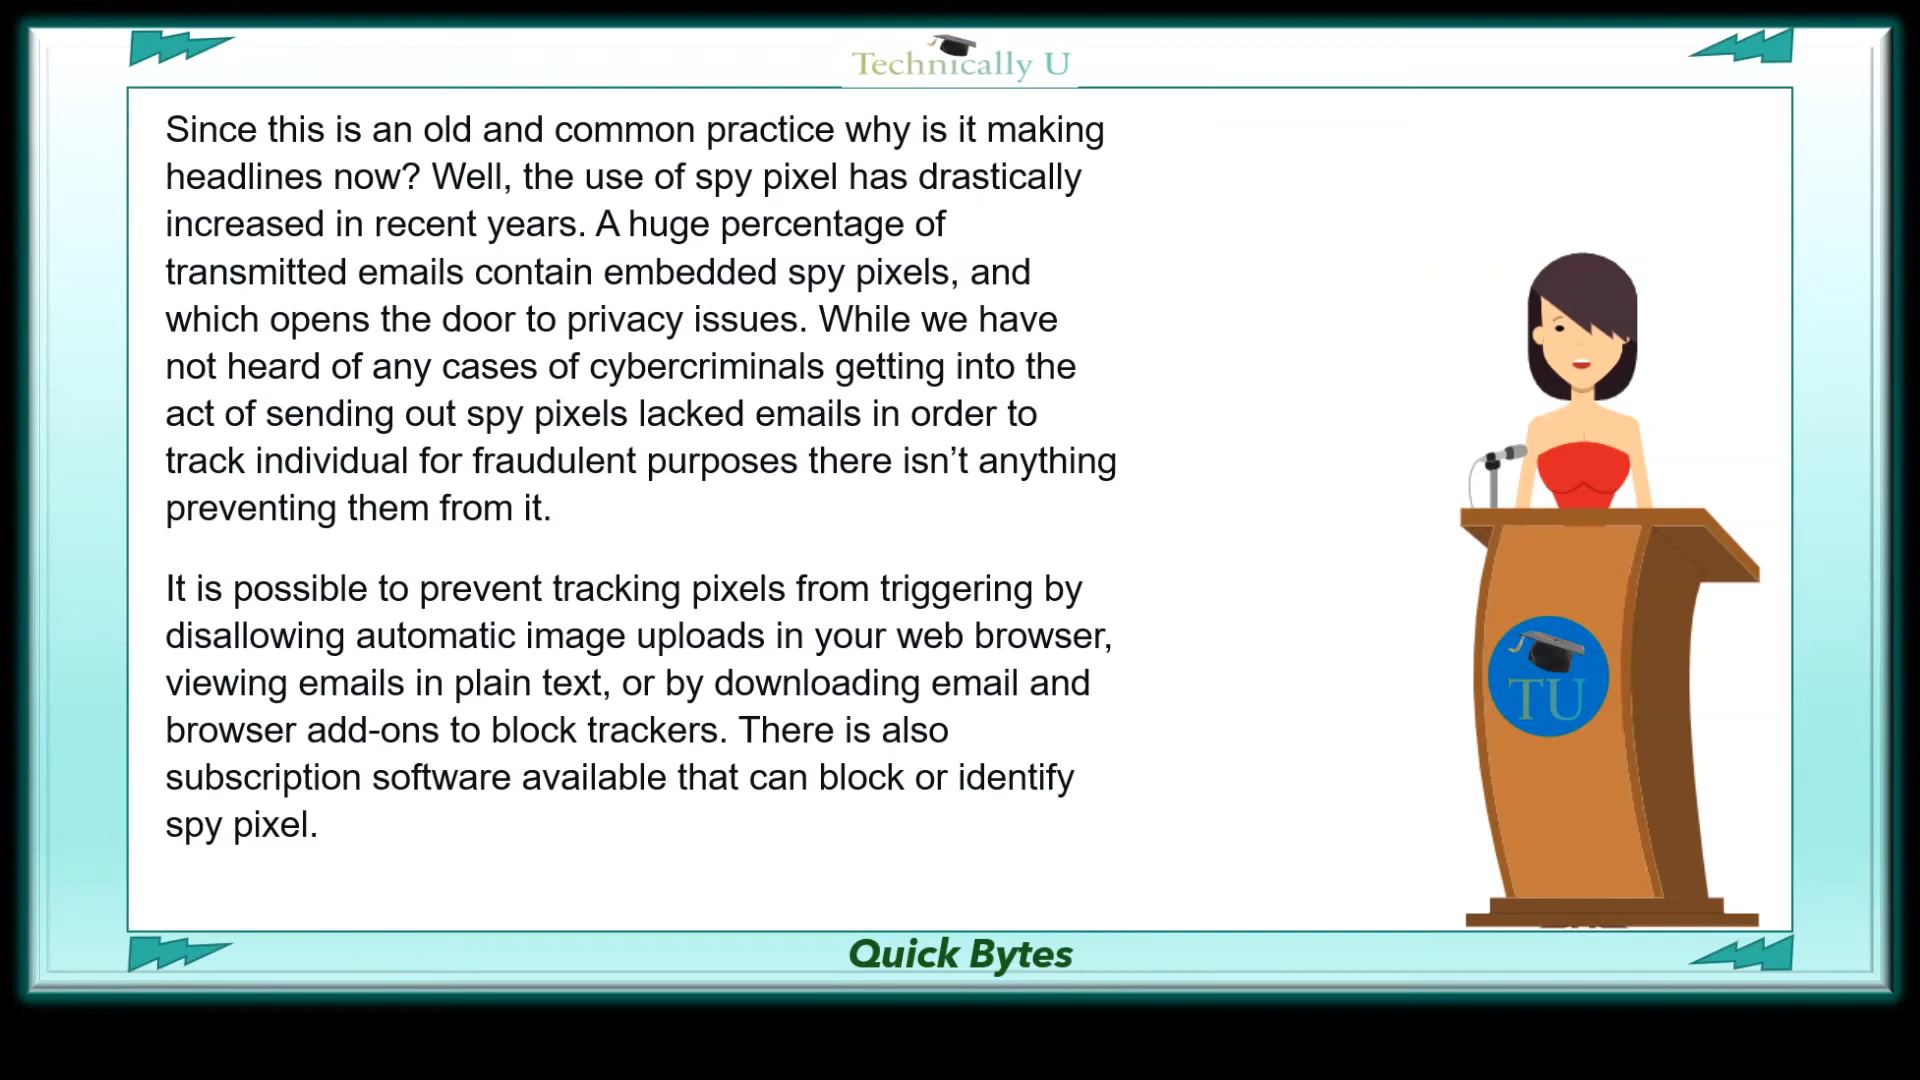 Technically U
Since this is an old and common practice why is it making
headlines now? Well, the use of spy pixel has drastically
increased in recent years. A huge percentage of
transmitted emails contain embedded spy pixels, and
which opens the door to privacy issues. While we have
not heard of any cases of cybercriminals getting into the
act of sending out spy pixels lacked emails in order to
track individual for fraudulent purposes there isn’t anything
preventing them from it.
It is possible to prevent tracking pixels from triggering by
disallowing automatic image uploads in your web browser,
viewing emails in plain text, or by downloading email and
browser add-ons to block trackers. There is also
subscription software available that can block or identify
spy pixel.
TU
Quick Bytes